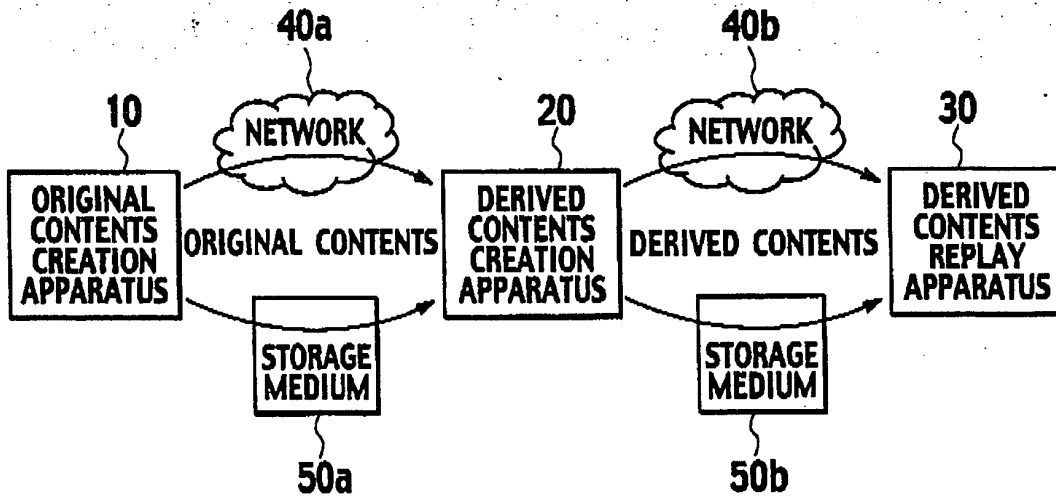 40a
40b
10
NETWORK
20
NETWORK
30
ORIGINAL
CONTENTS
CREATION
APPARATUS
ORIGINAL CONTENTS
DERIVED
CONTENTS
CREATION
APPARATUS
DERIVED CONTENTS
DERIVED
CONTENTS
REPLAY
APPARATUS
STORAGE
MEDIUM
STORAGE
MEDIUM
50a
50b